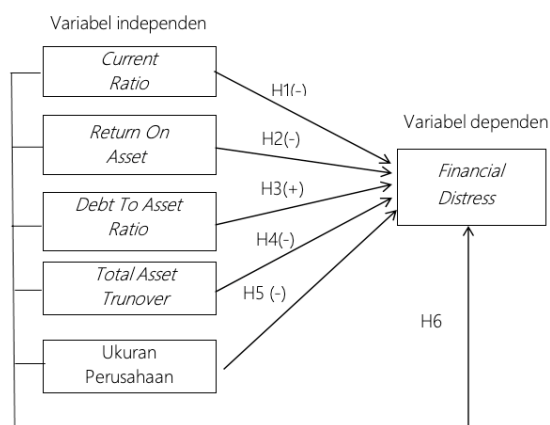 Variabel independen
Current
Ratio
H1(-)
Return On
Asset
H2(-)
Variabel dependen
Financial
Distress
Debt To Asset
Ratio
H3(+)
H4(-)
Total Asset
Trunover
H5 (-)
H6
Ukuran
Perusahaan